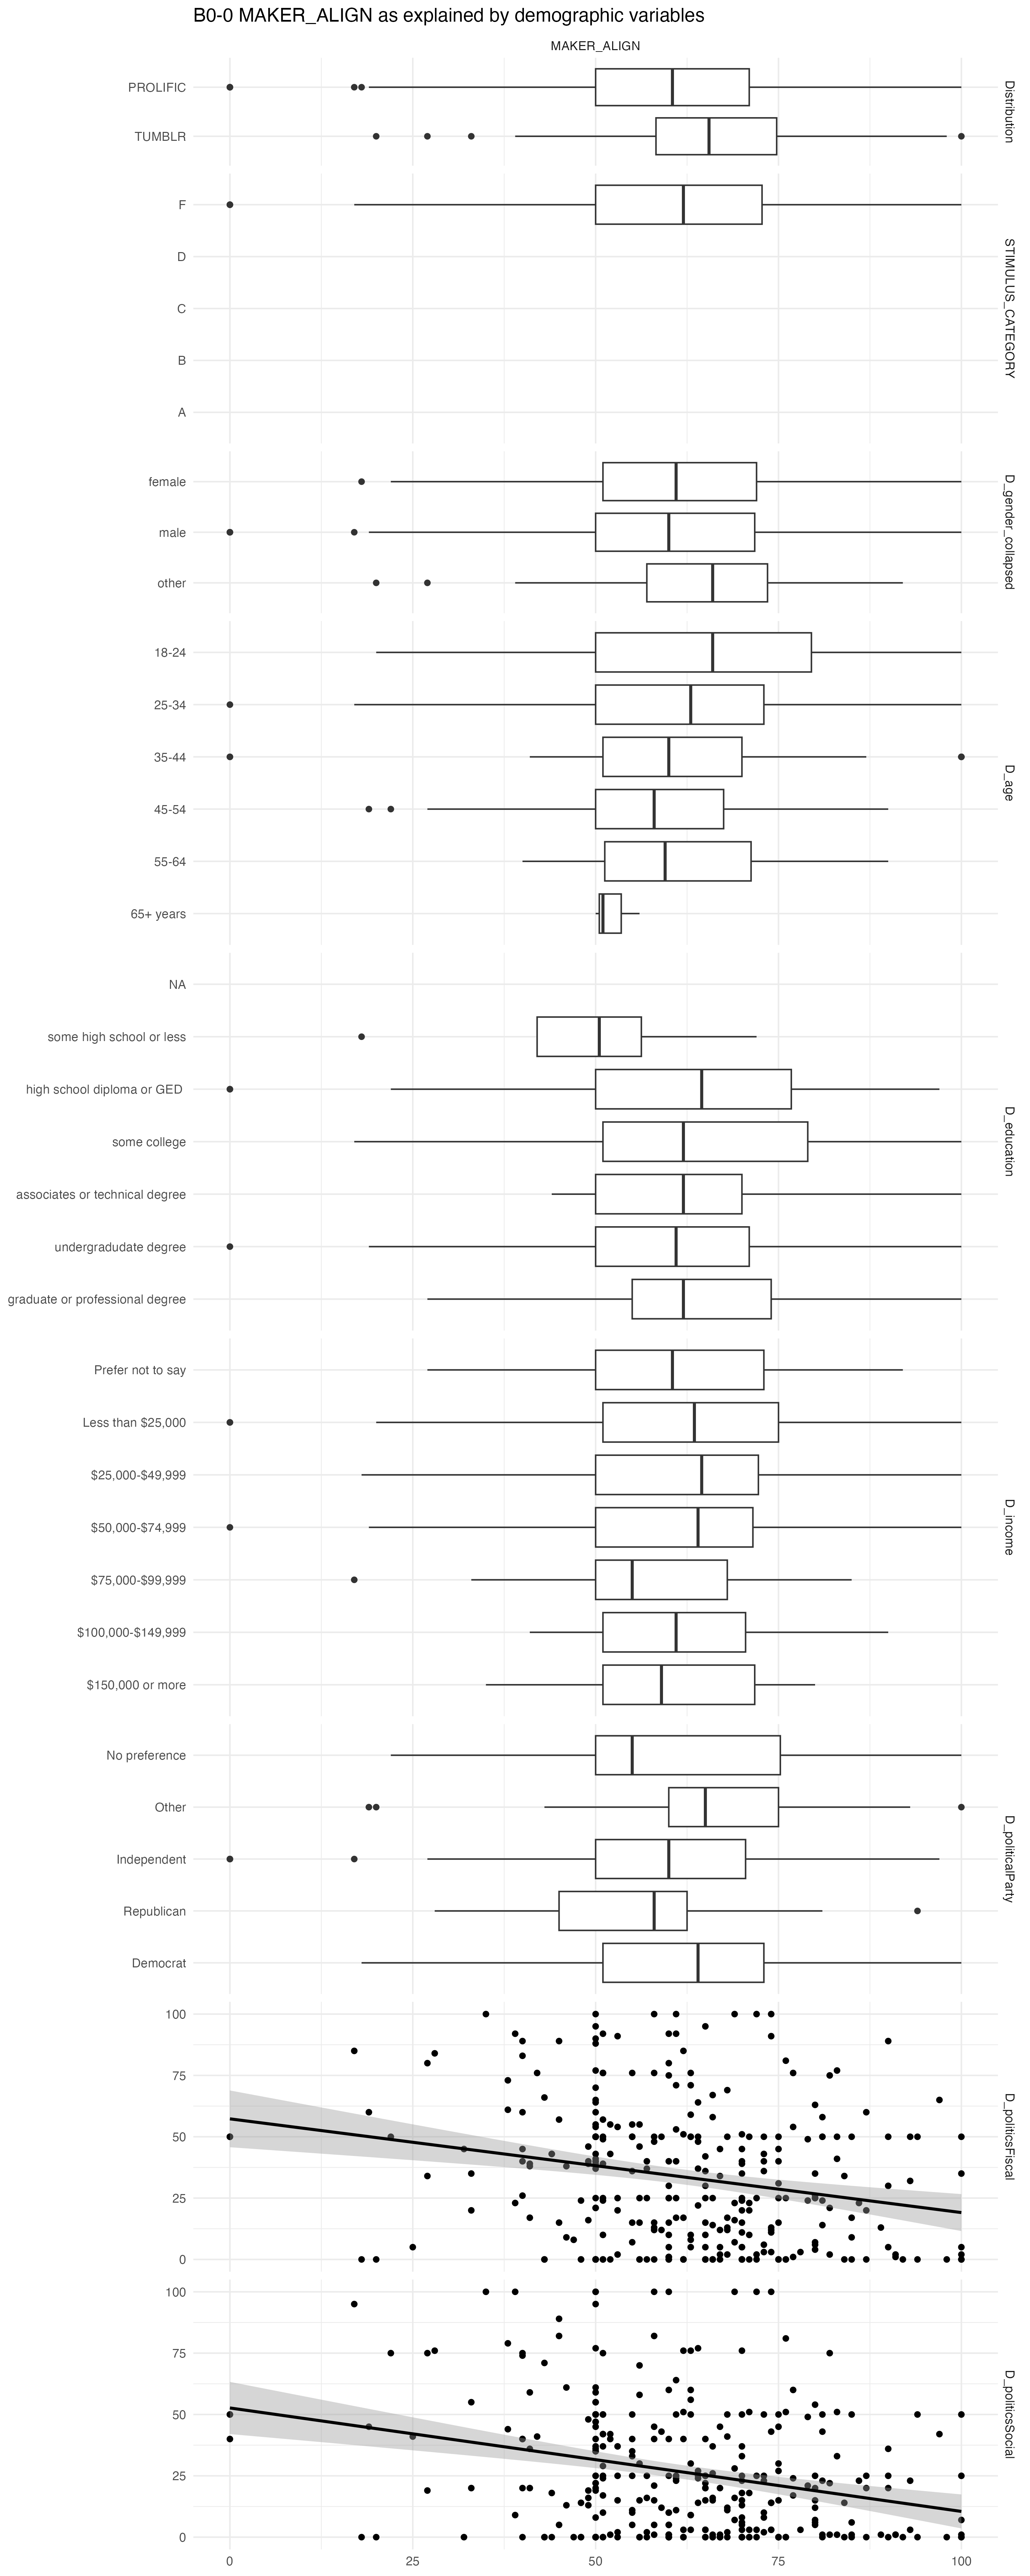 B0-0 MAKER_ALIGN as explained by demographic variables
MAKER_ALIGN
PROLIFIC
TUMBLR
Distribution
F
D
C
B
A
STIMULUS_CATEGORY
female
male
other
D_gender_collapsed
18-24
25-34
35-44
45-54
55-64
65+ years
D_age
NA
some high school or less
high school diploma or GED
some college
associates or technical degree
undergradudate degree
graduate or professional degree
D_education
Prefer not to say
Less than $25,000
$25,000-$49,999
$50,000-$74,999
$75,000-$99,999
$100,000-$149,999
$150,000 or more
D_income
No preference
Other
Independent
Republican
Democrat
D_politicalParty
100
75
50
25
0
D_politicsFiscal
100
75
50
25
0
D_politicsSocial
0 25 50 75 100